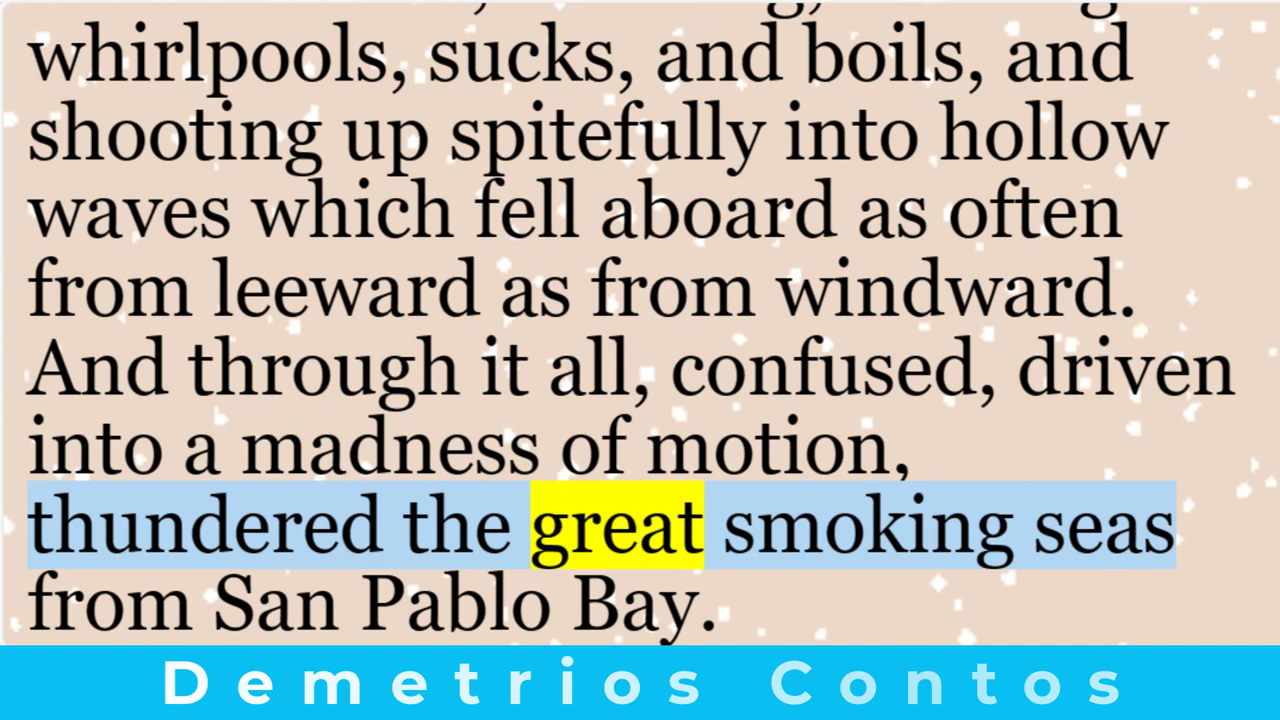 whirlpools, sucks, and boils, and
shooting up spitefully into hollow
waves which fell aboard as often
from leeward as from windward.
And through it all, confused, driven
into a madness of motion,
thundered the great smoking seas
from San Pablo Bay.
Demetrios Contos